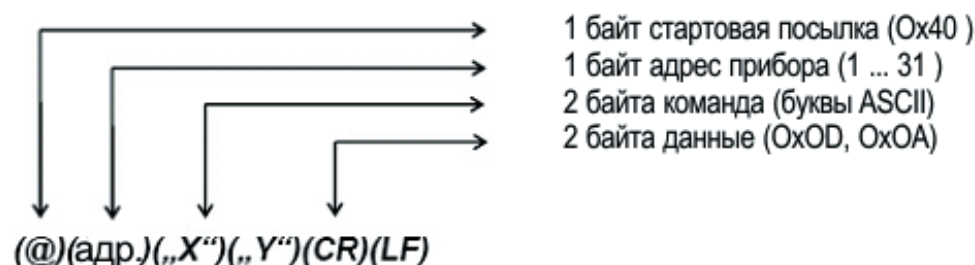 1 байт стартовая посылка (Ox40 )
1 байт адрес прибора (1 ... 31 )
2 байта команда (буквы ASCII)
2 байта данные (OxOD, OxOA)
(@)(адр.)(„X“)(„Y“)(CR)(LF)